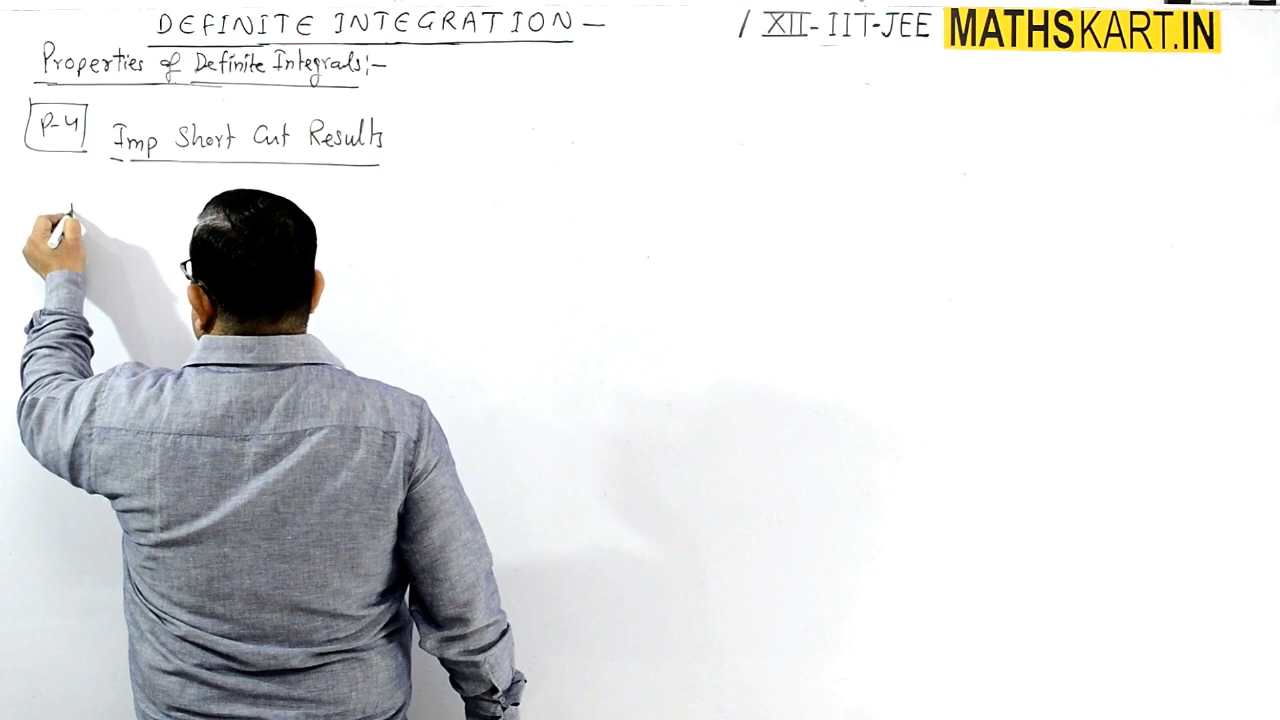 DEFINITE INTEGRATION – / XII-IIT-JEE MATHSKART.IN
Properties of Definite Integrals:–
P-4 Imp Short Cut Results